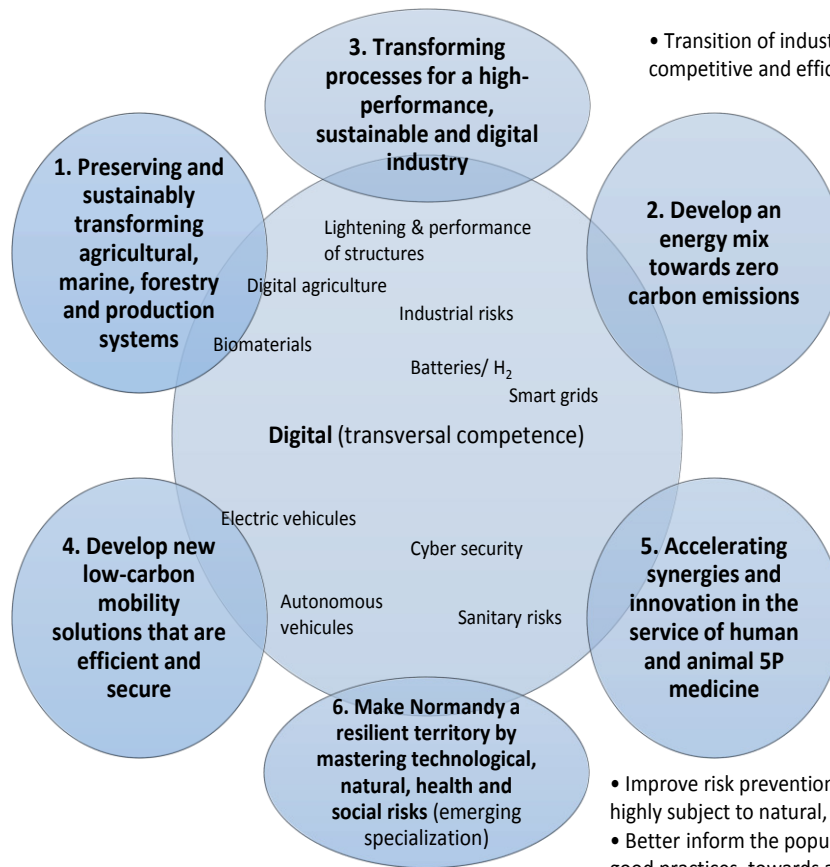 3. Transforming
processes for a high-
performance,
sustainable and digital
industry
• Transition of
competitive and
1. Preserving and
sustainably
transforming
agricultural,
marine, forestry
and production
systems
2. Develop an
energy mix
towards zero
carbon emissions
Lightening & performance
of structures
Digital agriculture
Industrial risks
Biomaterials
Batteries/ H₂
Smart grids
Digital (transversal competence)
Electric vehicules
Cyber security
Autonomous
vehicules
Sanitary risks
4. Develop new
low-carbon
mobility
solutions that are
efficient and
secure
5. Accelerating
synergies and
innovation in the
service of human
and animal 5P
medicine
6. Make Normandy a
resilient territory by
mastering technological,
natural, health and
social risks (emerging
specialization)
• Improve risk prevention
highly subject to natural,
• Better inform the